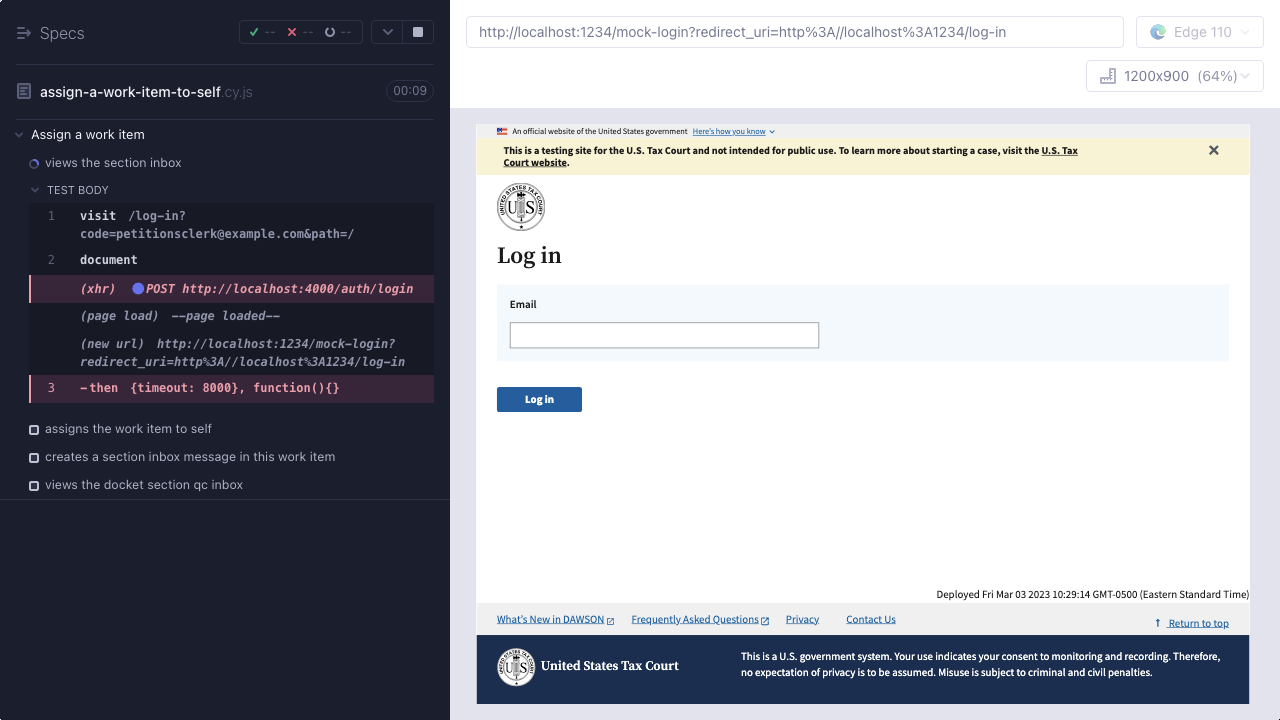 Specs
-- -- --
assign-a-work-item-to-self.cy.js
00:09
Assign a work item
views the section inbox
TEST BODY
1 visit /log-in?
code=petitionsclerk@example.com&path=/
2 document
(xhr) POST http://localhost:4000/auth/login
(page load) --page loaded--
(new url) http://localhost:1234/mock-login?
redirect_uri=http%3A//localhost%3A1234/log-in
3 -then {timeout: 8000}, function(){}
assigns the work item to self
creates a section inbox message in this work item
views the docket section qc inbox
http://localhost:1234/mock-login?redirect_uri=http%3A//localhost%3A1234/log-in
Edge 110
1200x900 (64%)
An official website of the United States government Here's how you know
This is a testing site for the U.S. Tax Court and not intended for public use. To learn more about starting a case, visit the U.S. Tax
Court website.
UNITED STATES TAX COURT
US
Log in
Email
Log in
Deployed Fri Mar 03 2023 10:29:14 GMT-0500 (Eastern Standard Time)
What's New in DAWSON Frequently Asked Questions Privacy Contact Us
Return to top
UNITED STATES TAX COURT
US
United States Tax Court
This is a U.S. government system. Your use indicates your consent to monitoring and recording. Therefore,
no expectation of privacy is to be assumed. Misuse is subject to criminal and civil penalties.